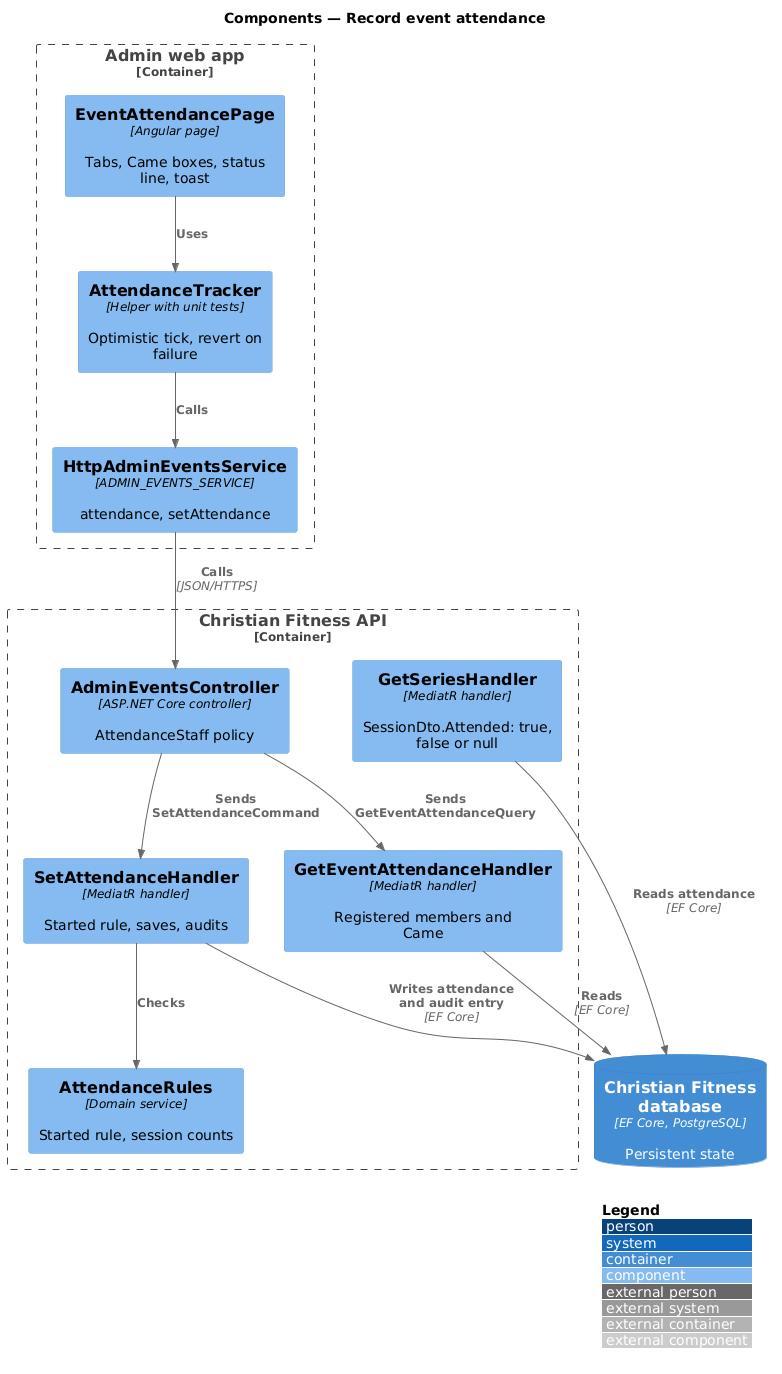 Components — Record event attendance
Admin web app
[Container]
EventAttendancePage
[Angular page]
Tabs, Came boxes, status
line, toast
Uses
AttendanceTracker
[Helper with unit tests]
Optimistic tick, revert on
failure
Calls
HttpAdminEventsService
[ADMIN_EVENTS_SERVICE]
attendance, setAttendance
Calls
[JSON/HTTPS]
Christian Fitness API
[Container]
AdminEventsController
[ASP.NET Core controller]
AttendanceStaff policy
GetSeriesHandler
[MediatR handler]
SessionDto.Attended: true,
false or null
Sends
SetAttendanceCommand
Sends
GetEventAttendanceQuery
SetAttendanceHandler
[MediatR handler]
Started rule, saves, audits
GetEventAttendanceHandler
[MediatR handler]
Registered members and
Came
Reads attendance
[EF Core]
Checks
Writes attendance
and audit entry
[EF Core]
Reads
[EF Core]
AttendanceRules
[Domain service]
Started rule, session counts
Christian Fitness
database
[EF Core, PostgreSQL]
Persistent state
Legend
person
system
container
component
external person
external system
external container
external component